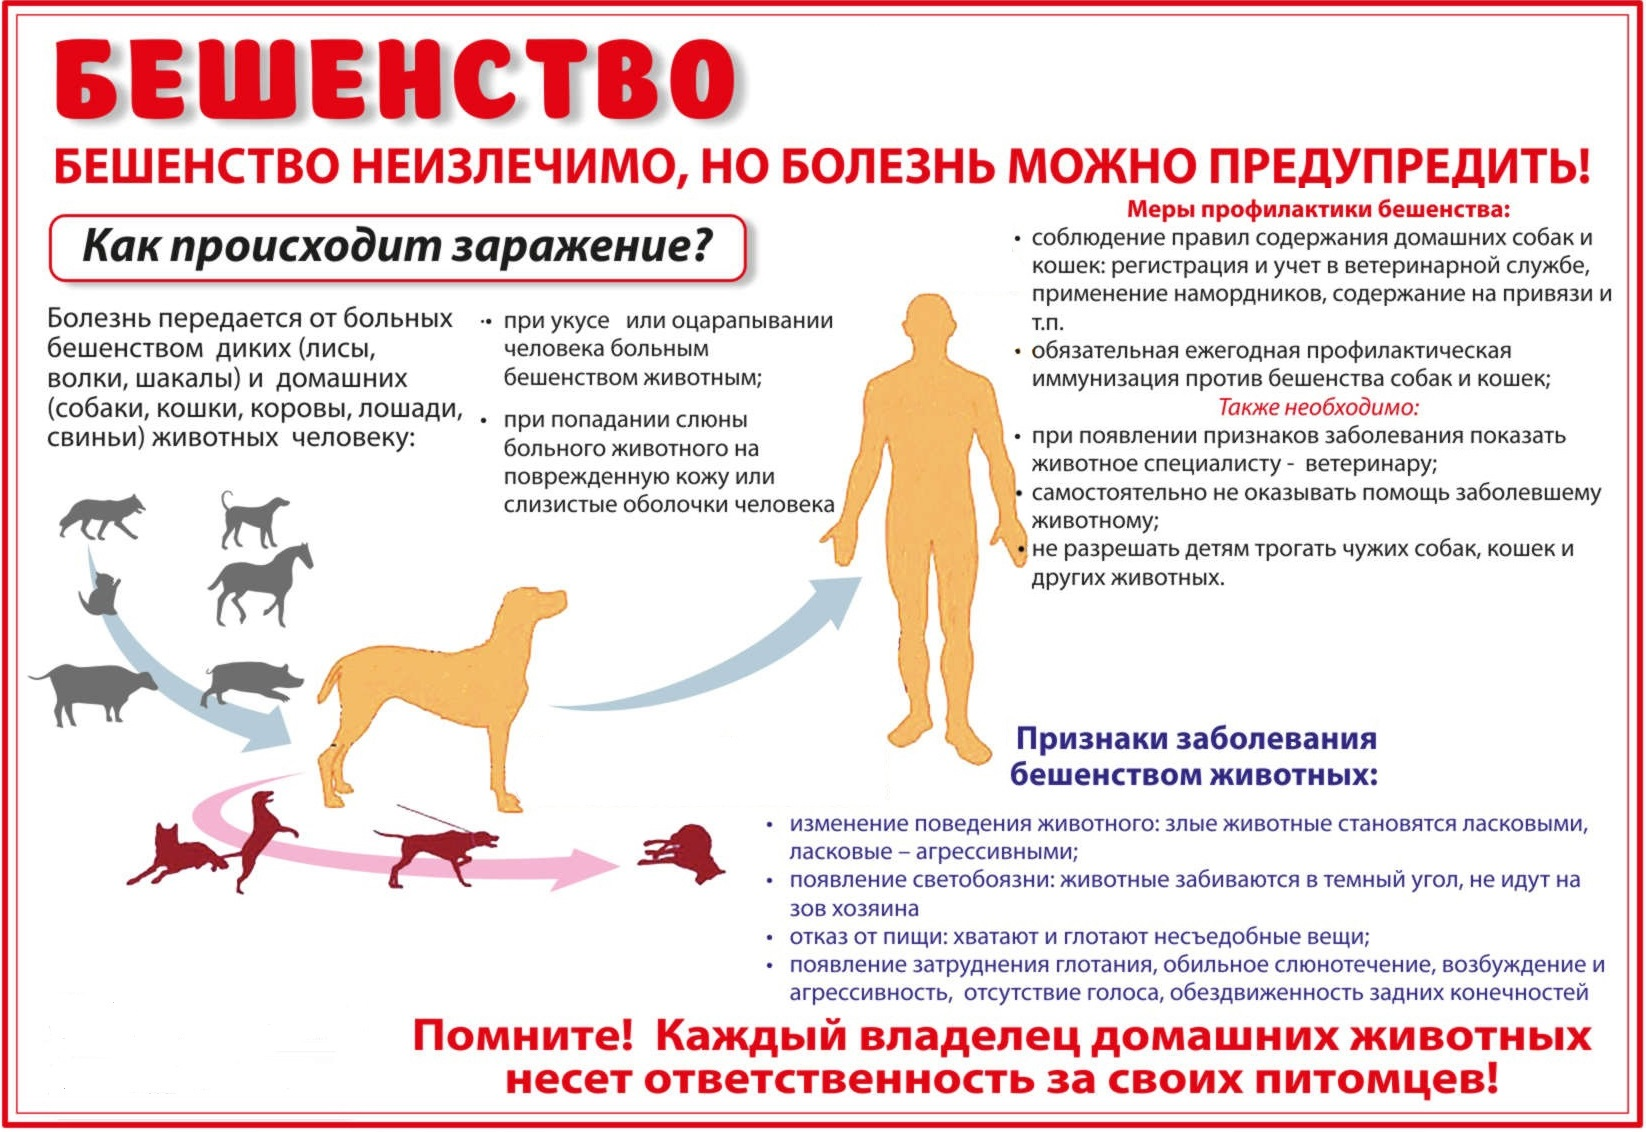 БЕШЕНСТВО
БЕШЕНСТВО НЕИЗЛЕЧИМО, НО БОЛЕЗНЬ МОЖНО ПРЕДУПРЕДИТЬ!
Как происходит заражение?
Болезнь передается от больных
бешенством диких (лисы,
волки, шакалы) и домашних
(собаки, кошки, коровы, лошади,
свиньи) животных человеку:
• при укусе или оцарапывании
человека больным
бешенством животным;
• при попадании слюны
больного животного на
поврежденную кожу или
слизистые оболочки человека
Меры профилактики бешенства:
• соблюдение правил содержания домашних собак и
кошек: регистрация и учет в ветеринарной службе,
применение намордников, содержание на привязи и
т.п.
• обязательная ежегодная профилактическая
иммунизация против бешенства собак и кошек;
Также необходимо:
• при появлении признаков заболевания показать
животное специалисту - ветеринару;
• самостоятельно не оказывать помощь заболевшему
животному;
• не разрешать детям трогать чужих собак, кошек и
других животных.
Признаки заболевания
бешенством животных:
• изменение поведения животного: злые животные становятся ласковыми,
ласковые – агрессивными;
• появление светобоязни: животные забиваются в темный угол, не идут на
зов хозяина
• отказ от пищи: хватают и глотают несъедобные вещи;
• появление затруднения глотания, обильное слюнотечение, возбуждение и
агрессивность, отсутствие голоса, обездвиженность задних конечностей
Помните! Каждый владелец домашних животных
несет ответственность за своих питомцев!